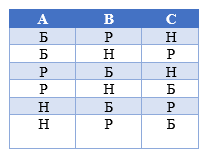 A B C
Б Р Н
Б Н Р
Р Б Н
Р Н Б
Н Б Р
Н Р Б